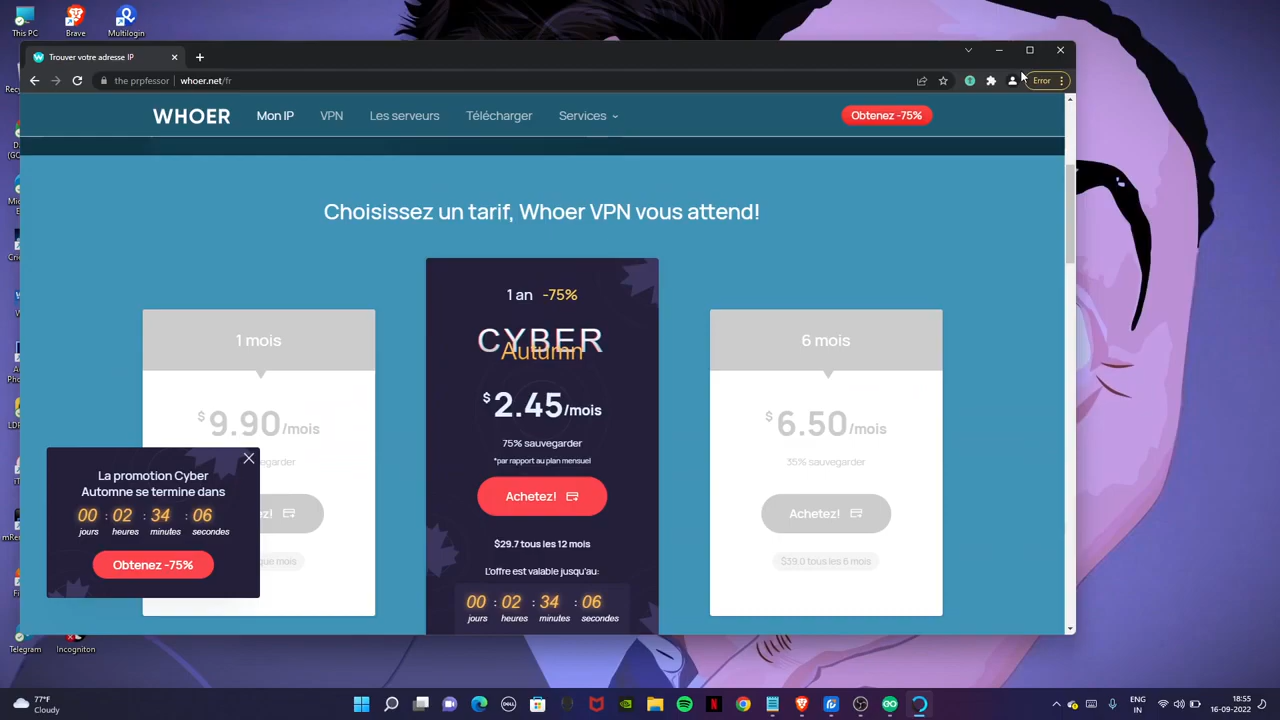 This PC
Brave
Multilogin
Trouver votre adresse IP
the prpfessor
whoer.net/fr
Error
WHOER
Mon IP
VPN
Les serveurs
Télécharger
Services
Obtenez -75%
Choisissez un tarif, Whoer VPN vous attend!
1 mois
$ 9.90/mois
1 an -75%
CYBER
Autumn
$ 2.45/mois
75% sauvegarder
*par rapport au plan mensuel
Achetez!
$29.7 tous les 12 mois
L'offre est valable jusqu'au:
00 : 02 : 34 : 06
jours heures minutes secondes
6 mois
$ 6.50/mois
35% sauvegarder
Achetez!
$39.0 tous les 6 mois
La promotion Cyber
Automne se termine dans
00 : 02 : 34 : 06
jours heures minutes secondes
Obtenez -75%
Telegram
Incogniton
77°F
Cloudy
ENG
IN
18:55
16-09-2022